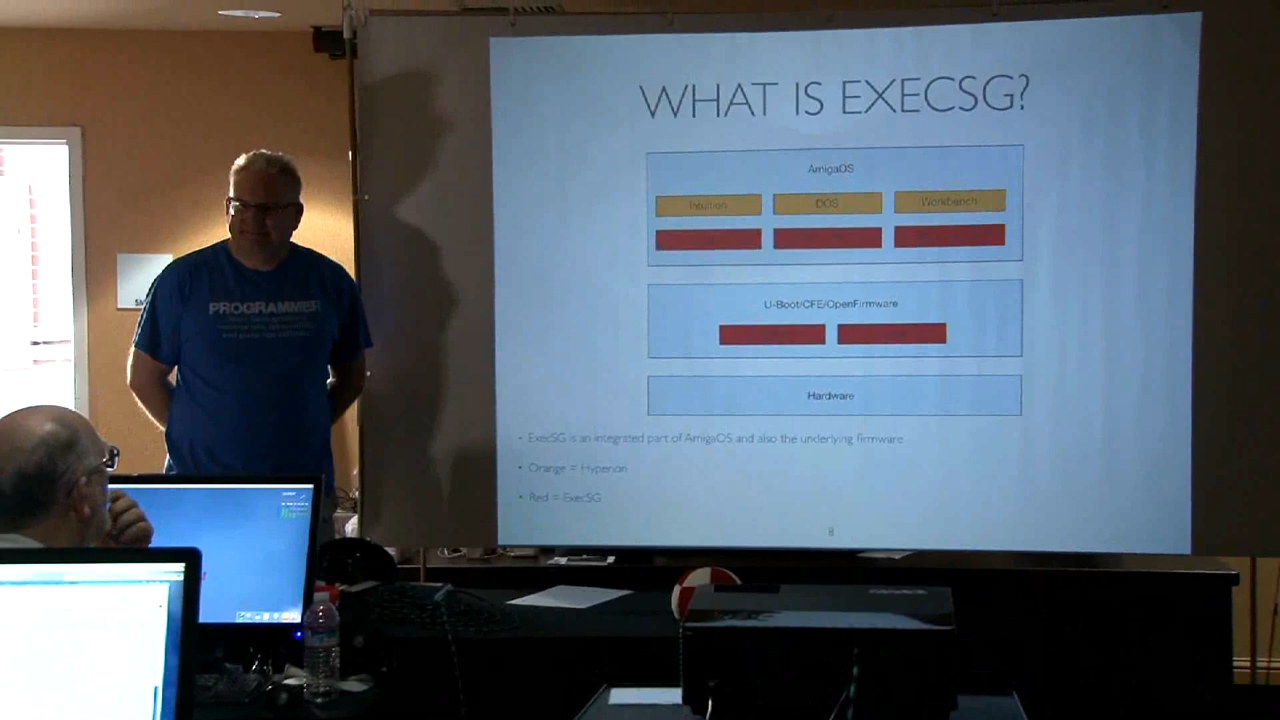 WHAT IS EXECSG?
AmigaOS
Intuition DOS Workbench
U-Boot/CFE/OpenFirmware
Hardware
• ExecSG is an integrated part of AmigaOS and also the underlying firmware
• Orange = Hyperion
• Red = ExecSG
8
PROGRAMMER